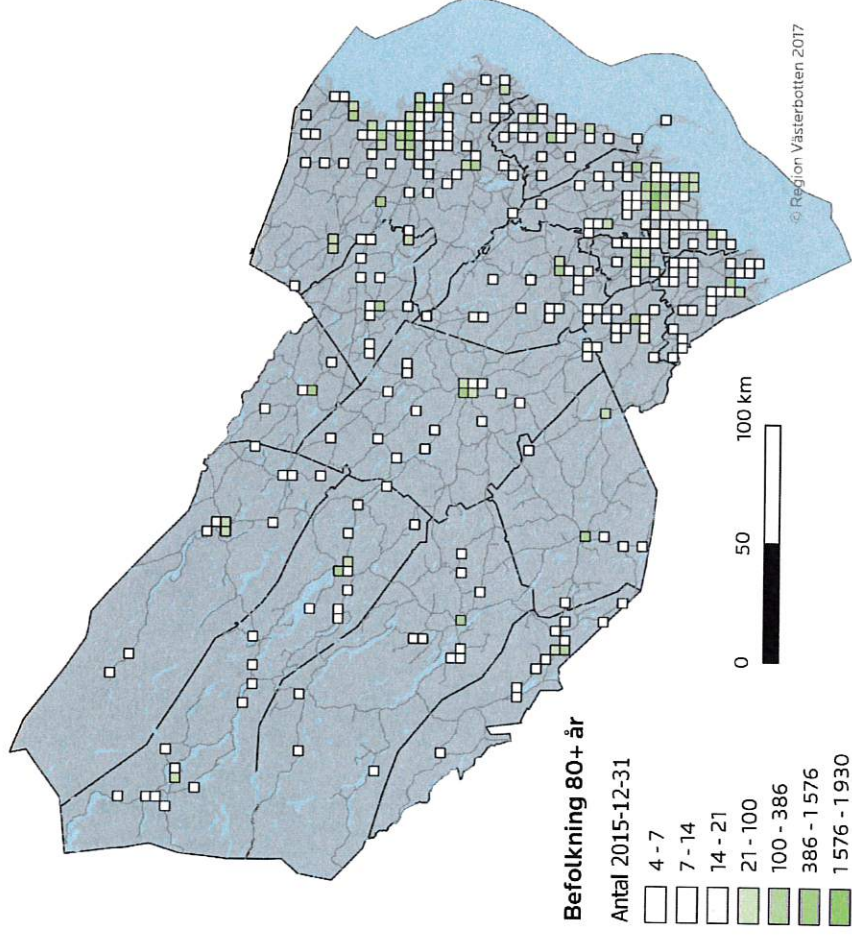 Befolkning 80+ år
Antal 2015-12-31
4 - 7
7 - 14
14 - 21
21 - 100
100 - 386
386 - 1 576
1 576 - 1 930
0 50 100 km
© Region Västerbotten 2017